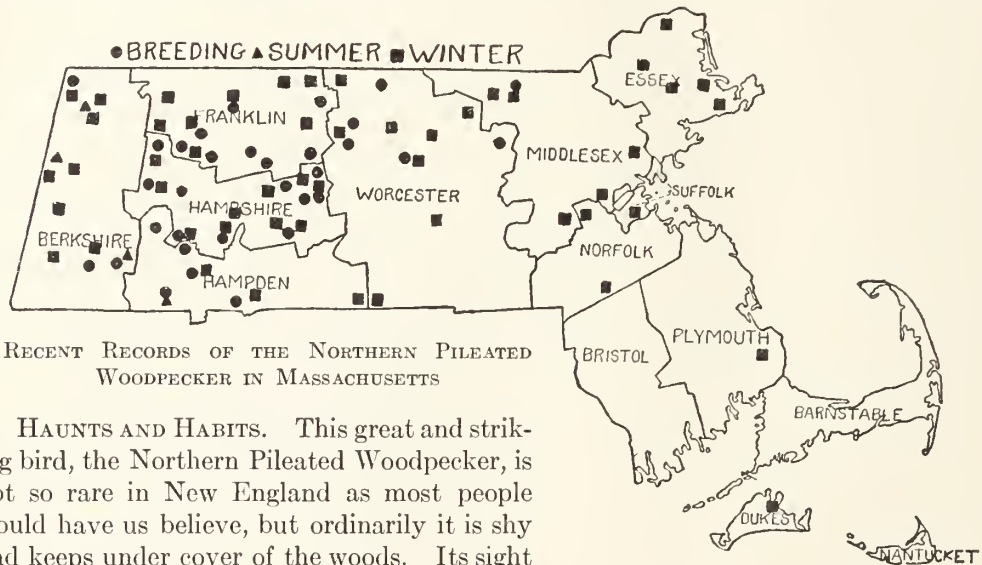 BREEDING SUMMER WINTER
ESSEX
FRANKLIN
MIDDLESEX
SUFFOLK
WORCESTER
HAMPSHIRE
BERKSHIRE
NORFOLK
HAMPDEN
PLYMOUTH
BRISTOL
BARNSTABLE
DUKES
NANTUCKET
RECENT RECORDS OF THE NORTHERN PILEATED
WOODPECKER IN MASSACHUSETTS
HAUNTS AND HABITS. This great and strik-
g bird, the Northern Pileated Woodpecker, is
ot so rare in New England as most people
ould have us believe, but ordinarily it is shy
nd keeps under cover of the woods. Its sight